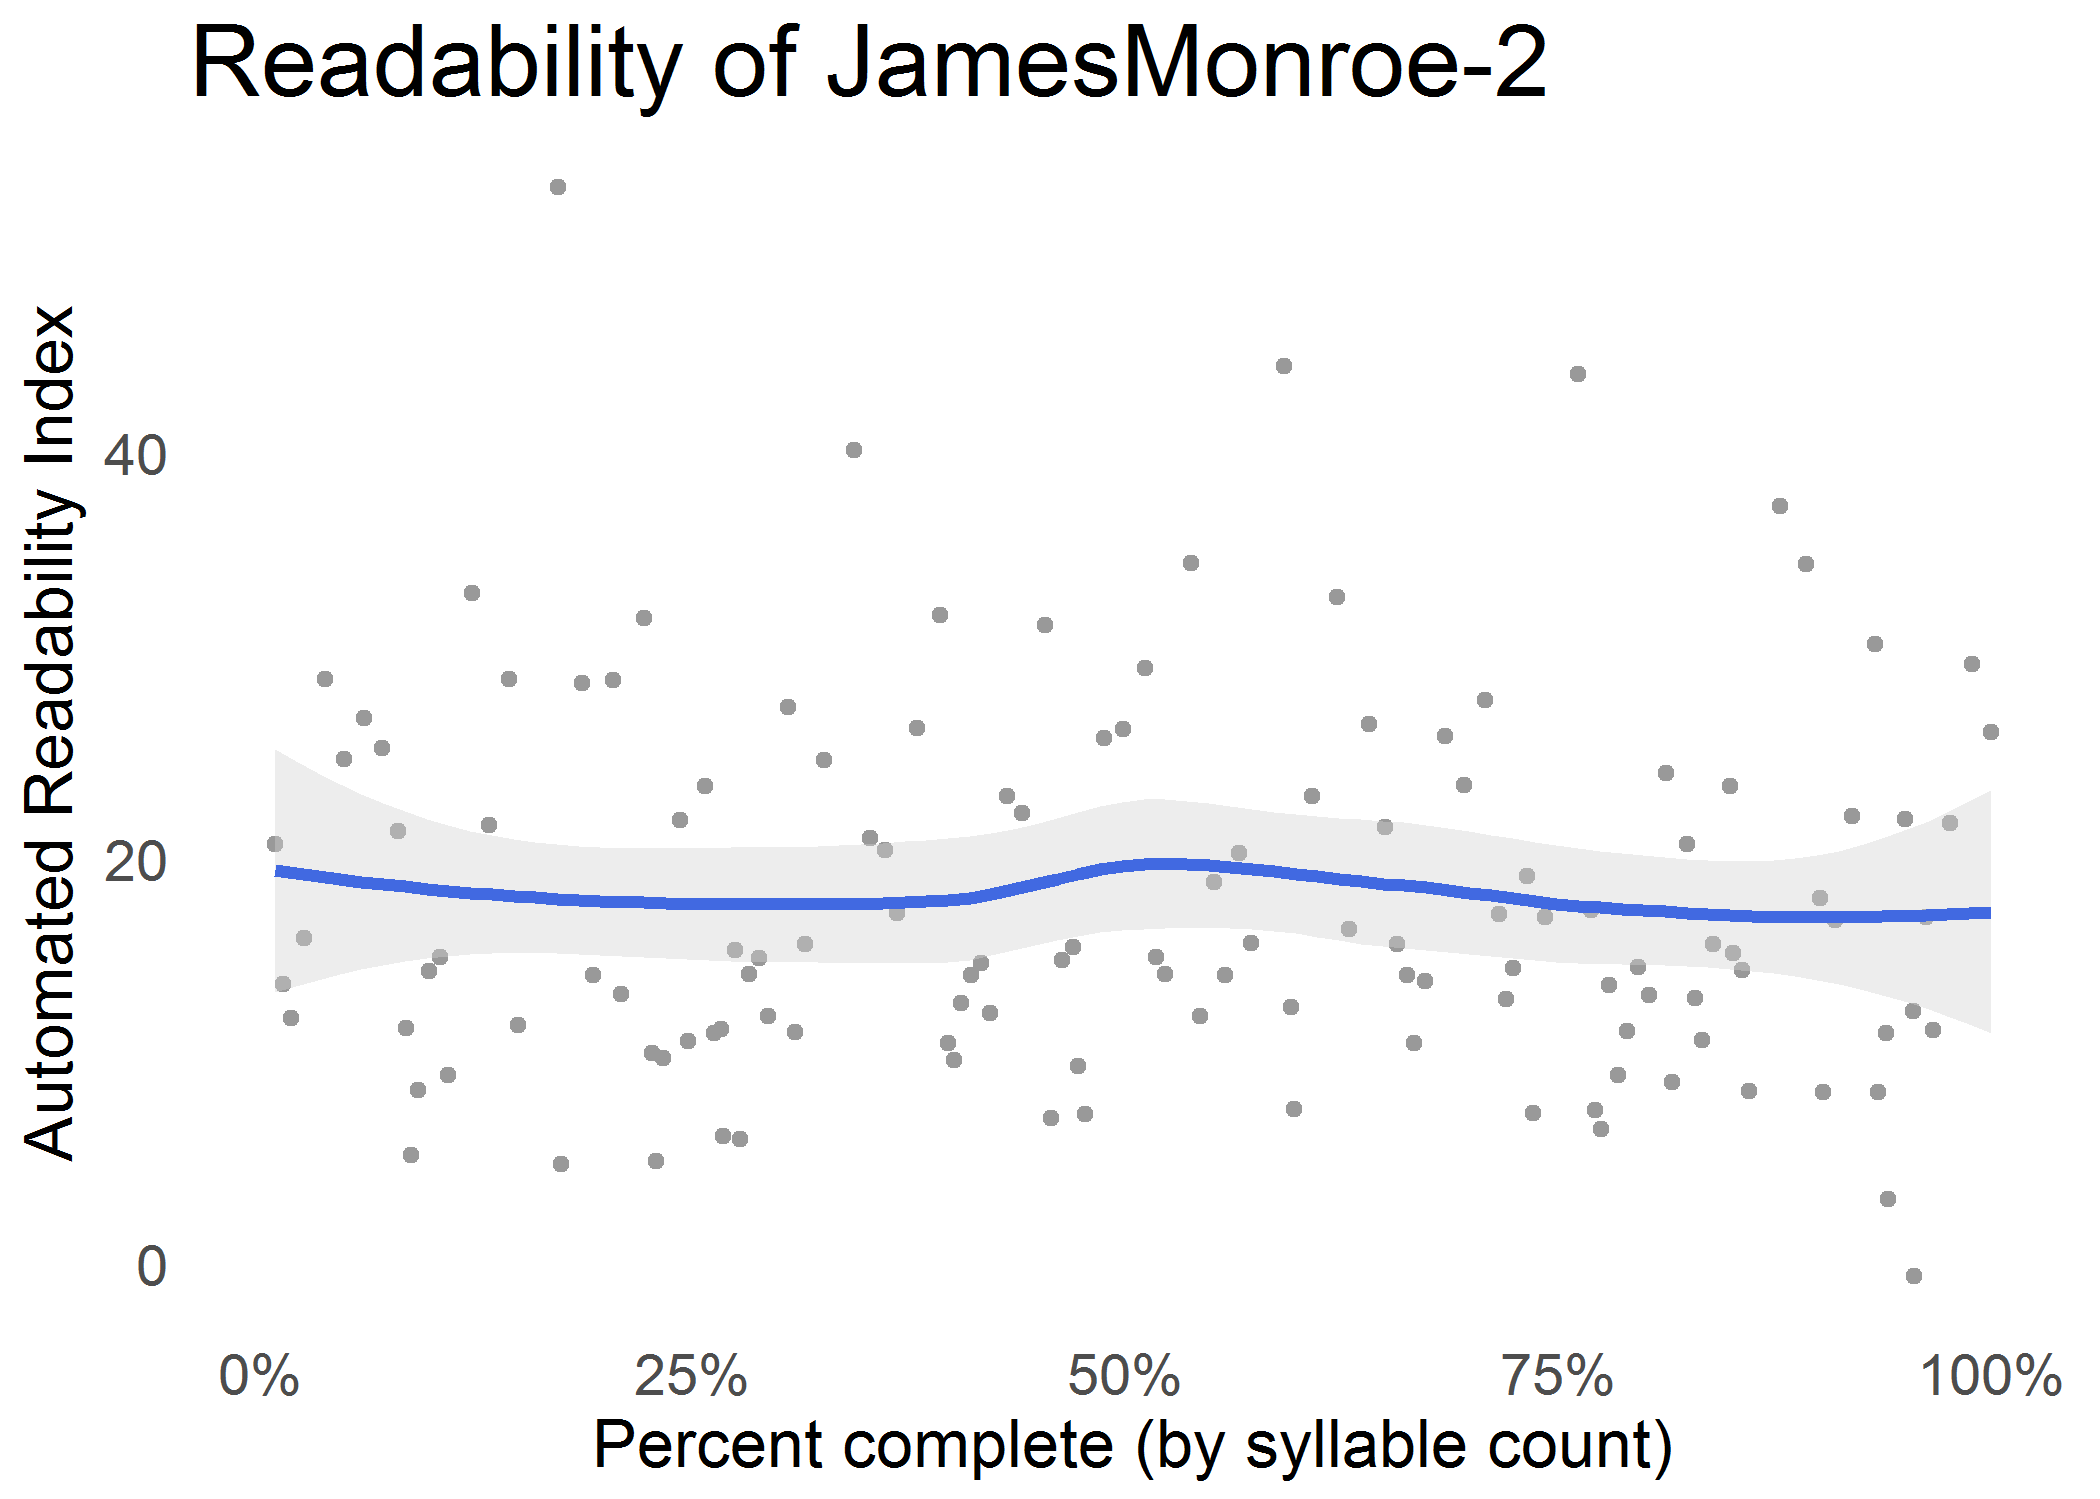 Readability of JamesMonroe-2
Automated Readability Index
40
20
0
0% 25% 50% 75% 100%
Percent complete (by syllable count)